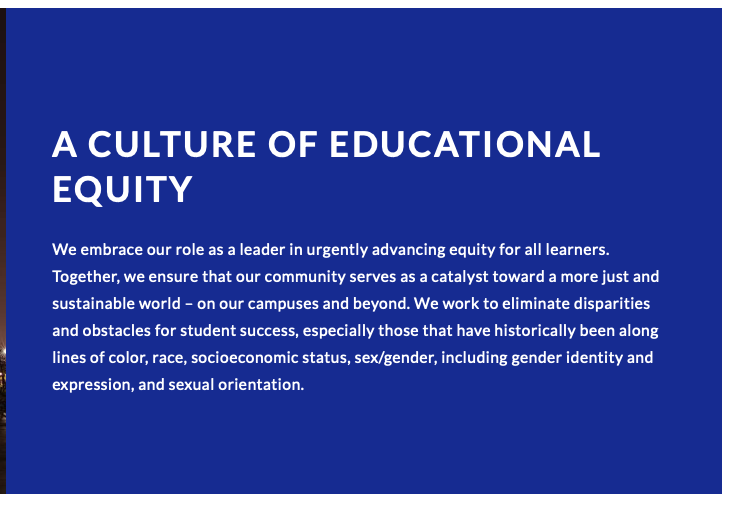 A CULTURE OF EDUCATIONAL
EQUITY
We embrace our role as a leader in urgently advancing equity for all learners.
Together, we ensure that our community serves as a catalyst toward a more just and
sustainable world – on our campuses and beyond. We work to eliminate disparities
and obstacles for student success, especially those that have historically been along
lines of color, race, socioeconomic status, sex/gender, including gender identity and
expression, and sexual orientation.